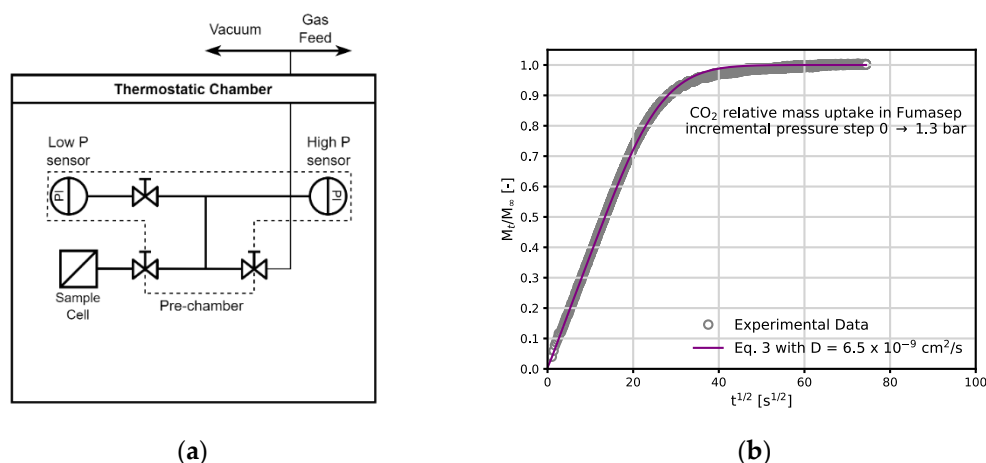 Vacuum
Gas
Feed
Thermostatic Chamber
Low P
sensor
High P
sensor
PI
PI
Sample
Cell
Pre-chamber
(a)
M_t/M_∞ [-]
1.0
0.9
0.8
0.7
0.6
0.5
0.4
0.3
0.2
0.1
0.0
CO₂ relative mass uptake in Fumasep
incremental pressure step 0 → 1.3 bar
Experimental Data
Eq. 3 with D = 6.5 x 10⁻⁹ cm²/s
0 20 40 60 80 100
t^{1/2} [s^{1/2}]
(b)